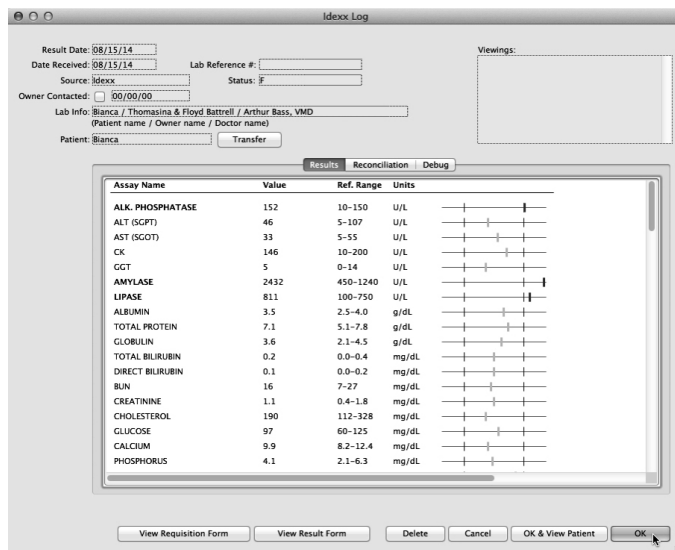 Idexx Log
Result Date: 08/15/14
Viewings:
Date Received: 08/15/14 Lab Reference #:
Source: Idexx Status: F
Owner Contacted: 00/00/00
Lab Info: Bianca / Thomasina & Floyd Battrell / Arthur Bass, VMD
(Patient name / Owner name / Doctor name)
Patient: Bianca Transfer
Results Reconciliation Debug
Assay Name Value Ref. Range Units
ALK. PHOSPHATASE 152 10-150 U/L
ALT (SGPT) 46 5-107 U/L
AST (SGOT) 33 5-55 U/L
CK 146 10-200 U/L
GGT 5 0-14 U/L
AMYLASE 2432 450-1240 U/L
LIPASE 811 100-750 U/L
ALBUMIN 3.5 2.5-4.0 g/dL
TOTAL PROTEIN 7.1 5.1-7.8 g/dL
GLOBULIN 3.6 2.1-4.5 g/dL
TOTAL BILIRUBIN 0.2 0.0-0.4 mg/dL
DIRECT BILIRUBIN 0.1 0.0-0.2 mg/dL
BUN 16 7-27 mg/dL
CREATININE 1.1 0.4-1.8 mg/dL
CHOLESTEROL 190 112-328 mg/dL
GLUCOSE 97 60-125 mg/dL
CALCIUM 9.9 8.2-12.4 mg/dL
PHOSPHORUS 4.1 2.1-6.3 mg/dL
View Requisition Form View Result Form Delete Cancel OK & View Patient OK